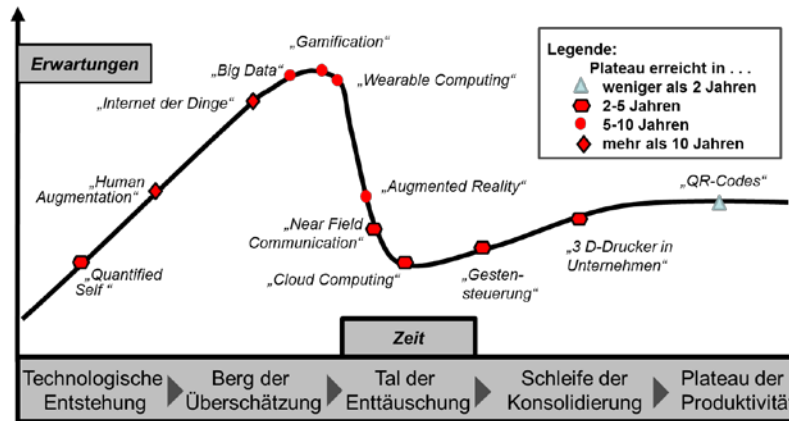 Erwartungen
„Gamification“
„Big Data“
„Wearable Computing“
„Internet der Dinge“
„Human
Augmentation“
„Quantified
Self “
„Augmented Reality“
„Near Field
Communication“
„Cloud Computing“
„Gesten-
steuerung“
„3 D-Drucker in
Unternehmen“
„QR-Codes“
Legende:
Plateau erreicht in . . .
weniger als 2 Jahren
2-5 Jahren
5-10 Jahren
mehr als 10 Jahren
Zeit
Technologische
Entstehung
Berg der
Überschätzung
Tal der
Enttäuschung
Schleife der
Konsolidierung
Plateau der
Produktivität